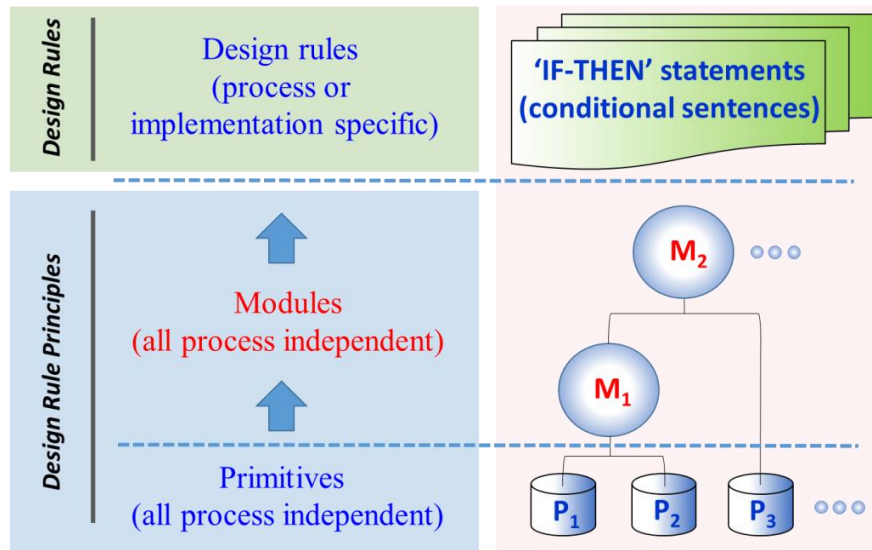 Design Rules
Design rules
(process or
implementation specific)
‘IF-THEN’ statements
(conditional sentences)
Design Rule Principles
Modules
(all process independent)
Primitives
(all process independent)
M₂
M₁
P₁
P₂
P₃